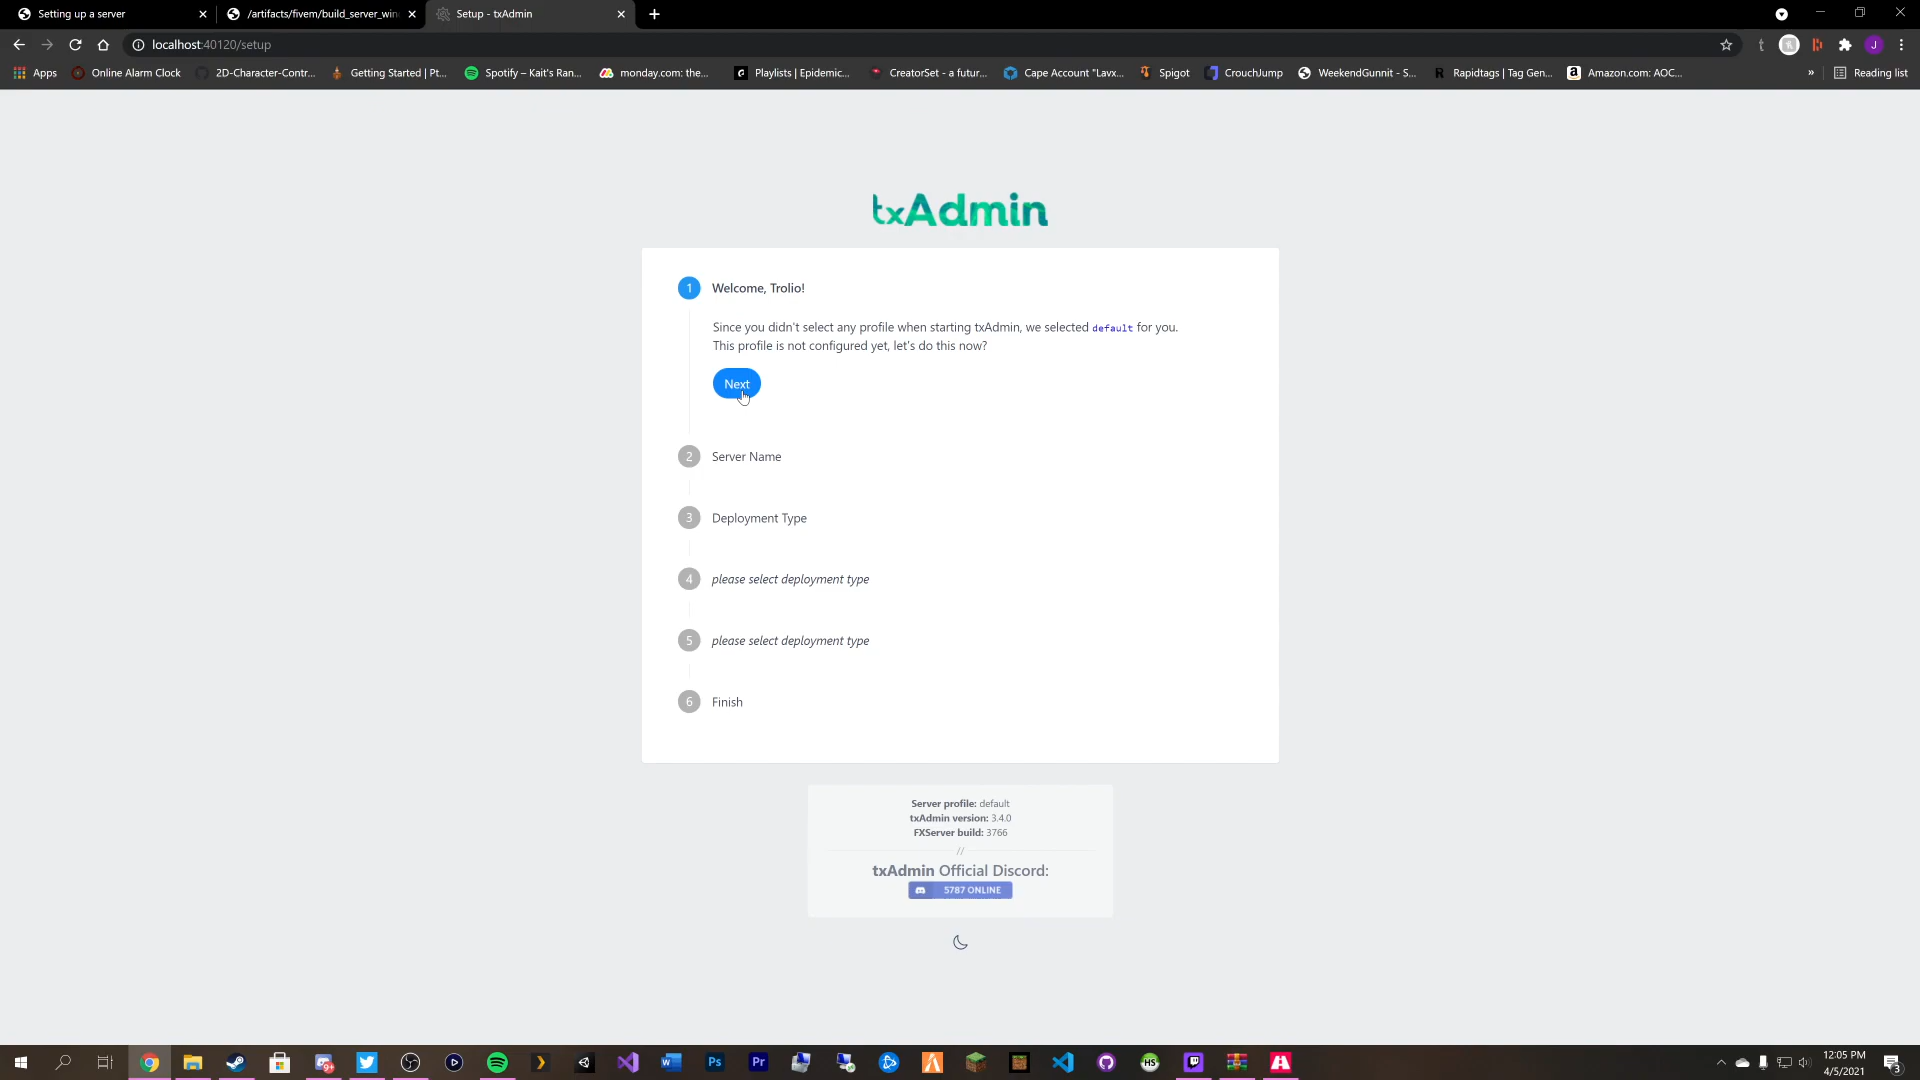 Setting up a server
/artifacts/fivem/build_server_win
Setup - txAdmin
localhost:40120/setup
Apps
Online Alarm Clock
2D-Character-Contr...
Getting Started | Pt...
Spotify – Kait's Ran...
monday.com: the...
Playlists | Epidemic...
CreatorSet - a futur...
Cape Account "Lavx...
Spigot
CrouchJump
WeekendGunnit - S...
Rapidtags | Tag Gen...
Amazon.com: AOC...
»
Reading list
txAdmin
1 Welcome, Trolio!
Since you didn't select any profile when starting txAdmin, we selected default for you.
This profile is not configured yet, let's do this now?
Next
2 Server Name
3 Deployment Type
4 please select deployment type
5 please select deployment type
6 Finish
Server profile: default
txAdmin version: 3.4.0
FXServer build: 3766
//
txAdmin Official Discord:
5787 ONLINE
12:05 PM
4/5/2021